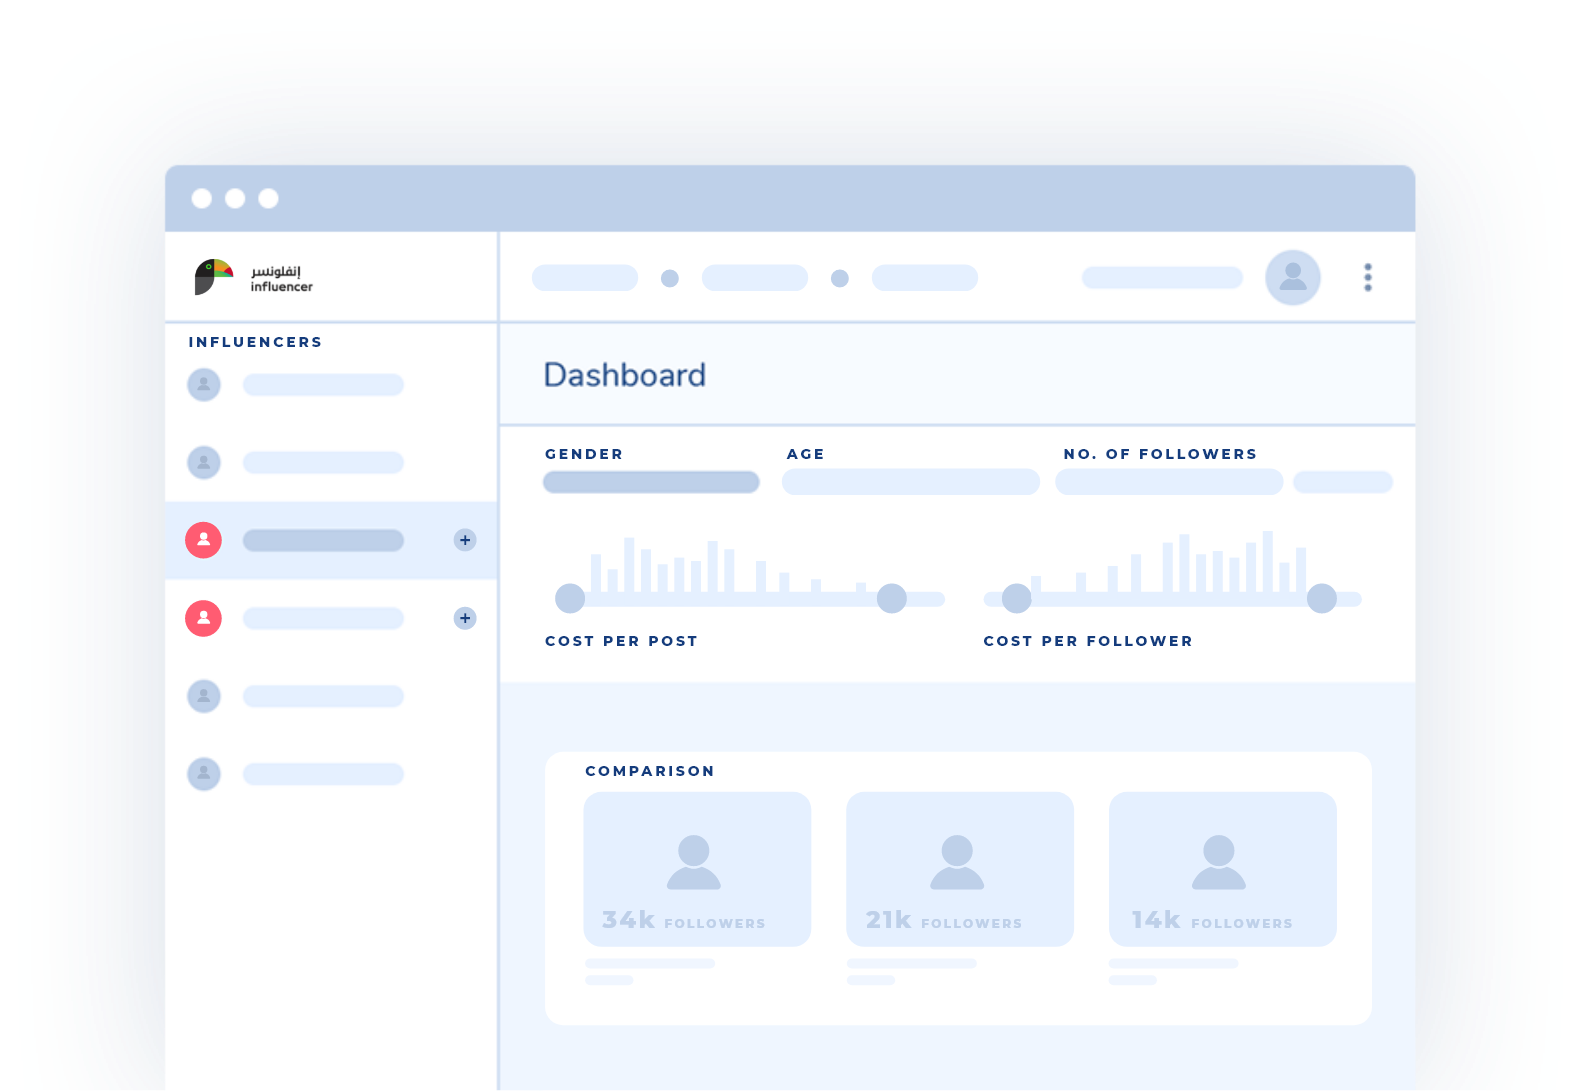 إنفلونسر
influencer
INFLUENCERS
Dashboard
GENDER AGE NO. OF FOLLOWERS
COST PER POST COST PER FOLLOWER
COMPARISON
34k FOLLOWERS 21k FOLLOWERS 14k FOLLOWERS